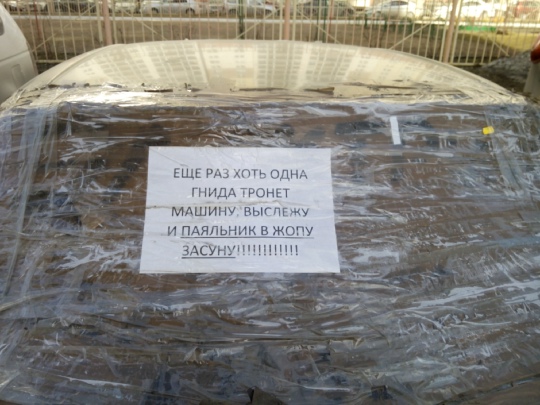 ЕЩЕ РАЗ ХОТЬ ОДНА
ГНИДА ТРОНЕТ
МАШИНУ, ВЫСЛЕЖУ
И ПАЯЛЬНИК В ЖОПУ
ЗАСУНУ!!!!!!!!!!!!